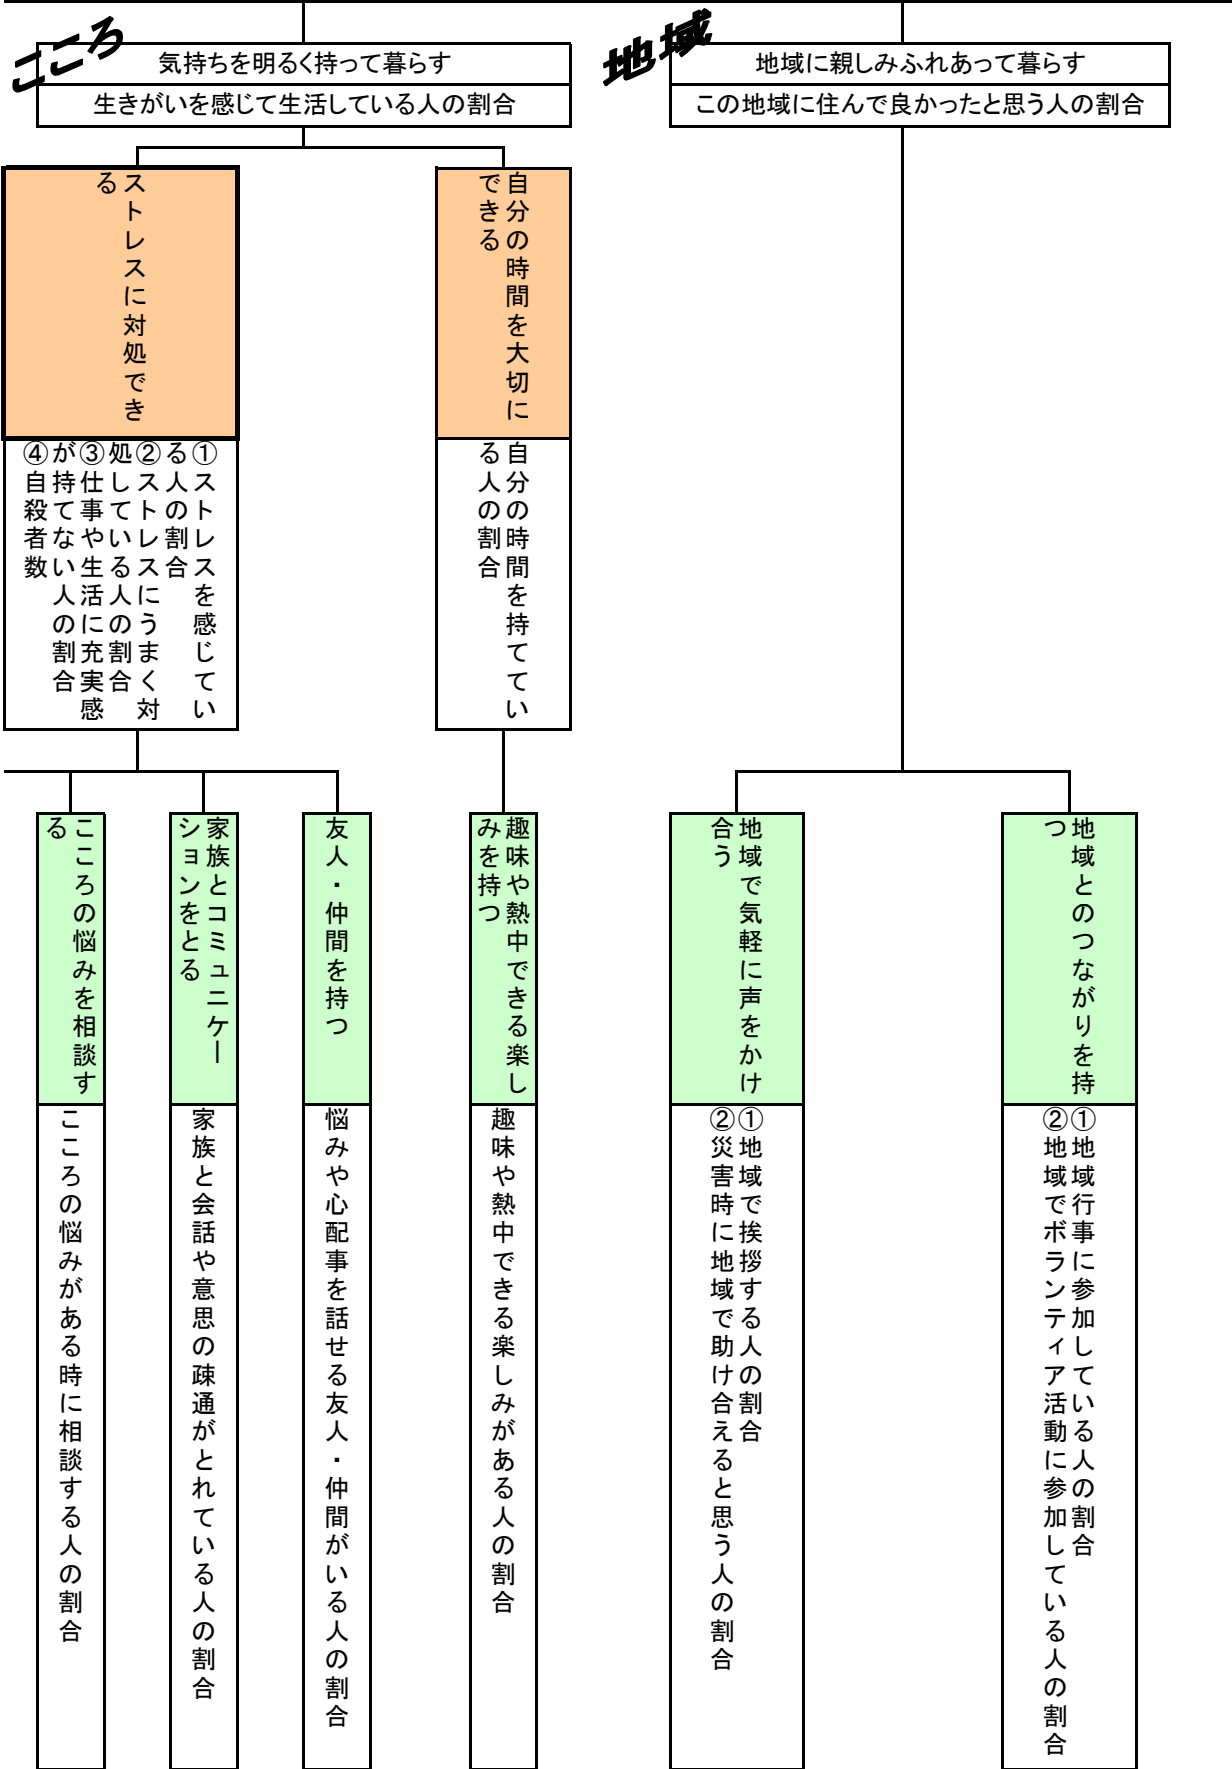 こころ
気持ちを明るく持って暮らす
生きがいを感じて生活している人の割合
地域
地域に親しみふれあって暮らす
この地域に住んで良かったと思う人の割合
ストレスに対処でき
る
自分の時間を大切に
できる
①ストレスを感じてい
る人の割合
②ストレスにうまく対
処している人の割合
③仕事や生活に充実感
が持てない人の割合
④自殺者数
自分の時間を持ててい
る人の割合
こころの悩みを相談す
る
家族とコミュニケー
ションをとる
友人・仲間を持つ
趣味や熱中できる楽し
みを持つ
地域で気軽に声をかけ
合う
地域とのつながりを持
つ
こころの悩みがある時に相談する人の割合
家族と会話や意思の疎通がとれている人の割合
悩みや心配事を話せる友人・仲間がいる人の割合
趣味や熱中できる楽しみがある人の割合
①地域で挨拶する人の割合
②災害時に地域で助け合えると思う人の割合
①地域行事に参加している人の割合
②地域でボランティア活動に参加している人の割合